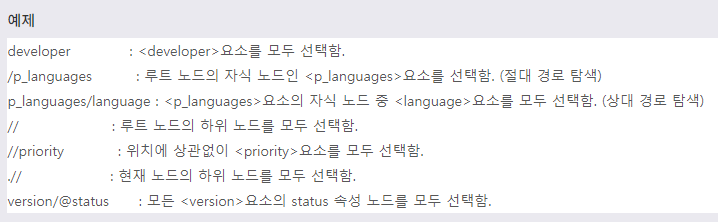 예제
developer : <developer>요소를 모두 선택함.
/p_languages : 루트 노드의 자식 노드인 <p_languages>요소를 선택함. (절대 경로 탐색)
p_languages/language : <p_languages>요소의 자식 노드 중 <language>요소를 모두 선택함. (상대 경로 탐색)
// : 루트 노드의 하위 노드를 모두 선택함.
//priority : 위치에 상관없이 <priority>요소를 모두 선택함.
.// : 현재 노드의 하위 노드를 모두 선택함.
version/@status : 모든 <version>요소의 status 속성 노드를 모두 선택함.